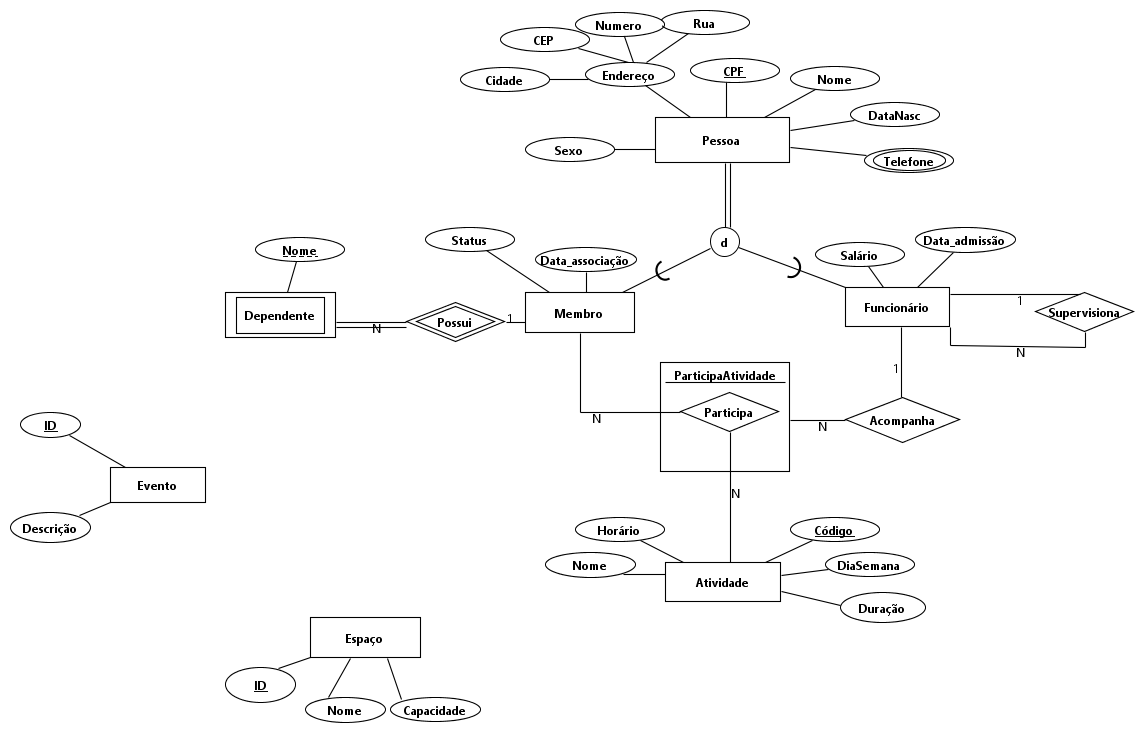 Numero
Rua
CEP
Endereço
CPF
Nome
Cidade
DataNasc
Pessoa
Sexo
Telefone
Status
d
Data_admissão
Nome
Data_associação
Salário
Dependente
N
Possui
1
Membro
Funcionário
1
Supervisiona
N
1
ParticipaAtividade
Participa
N
N
Acompanha
ID
Evento
N
Descrição
Horário
Código
Nome
DiaSemana
Atividade
Duração
Espaço
ID
Nome
Capacidade